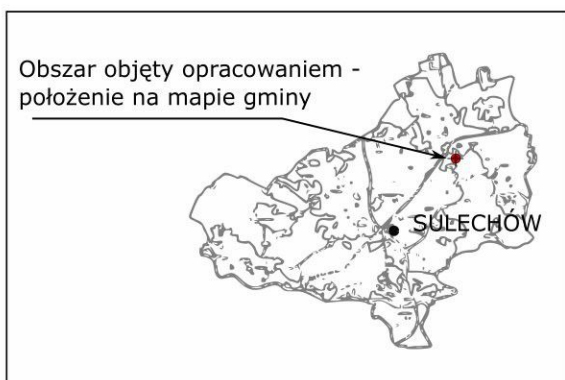 Obszar objęty opracowaniem -
położenie na mapie gminy
SULECHÓW